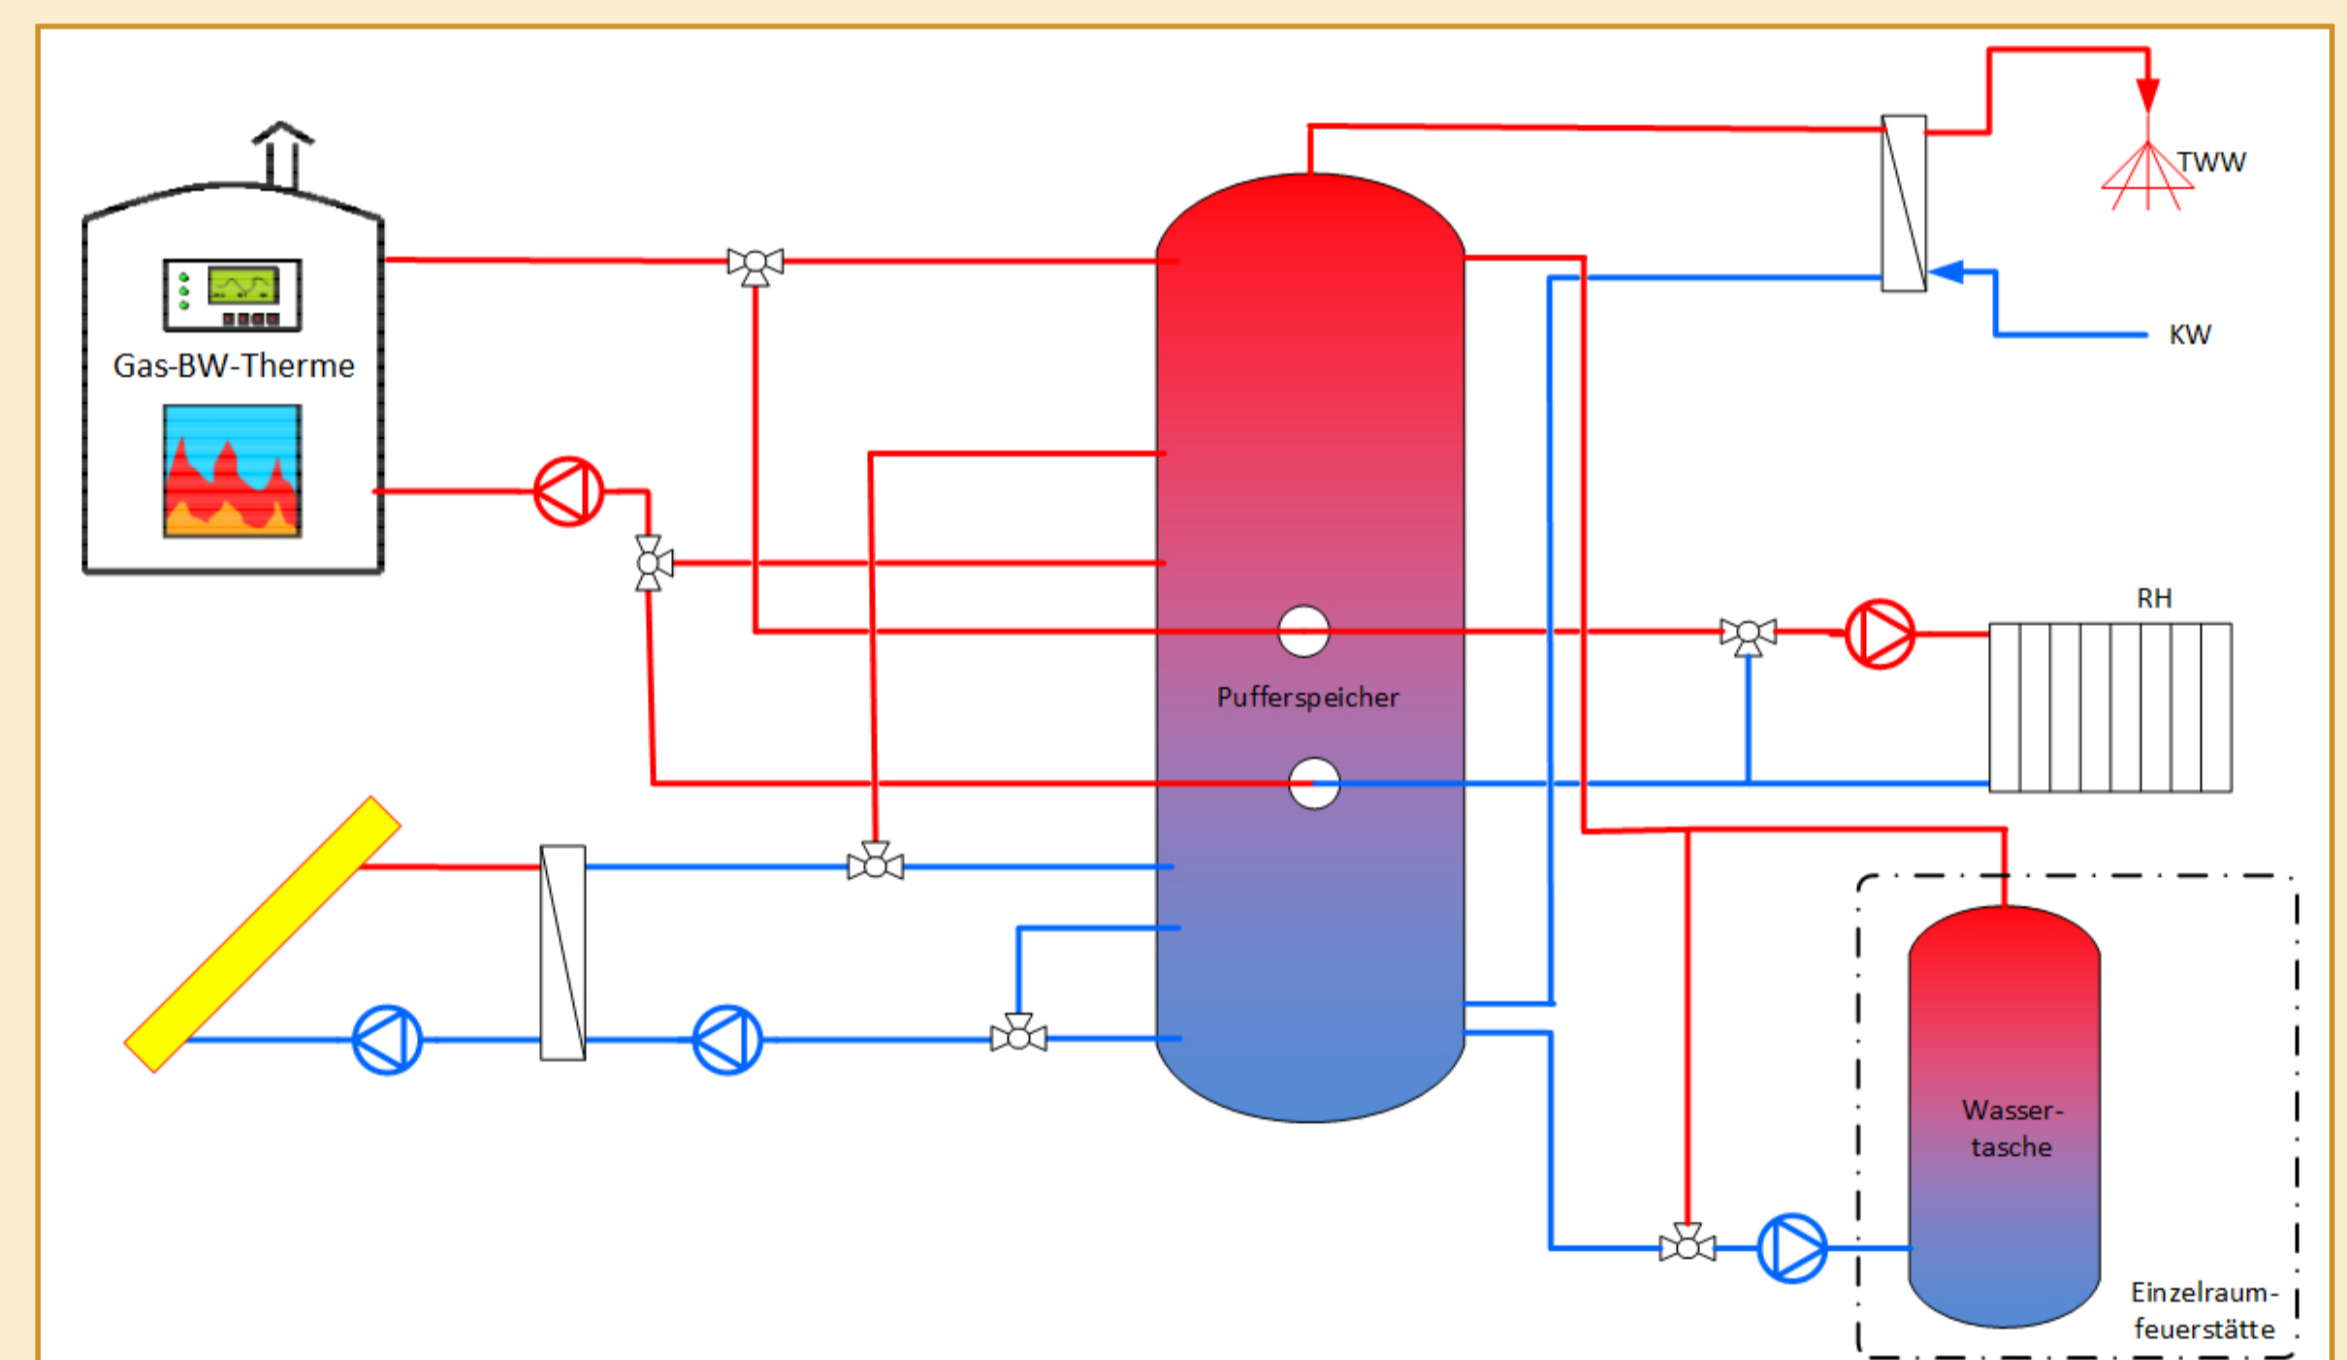 TWW
Gas-BW-Therme
KW
RH
Pufferspeicher
Wasser-
tasche
Einzelraum-
feuerstätte